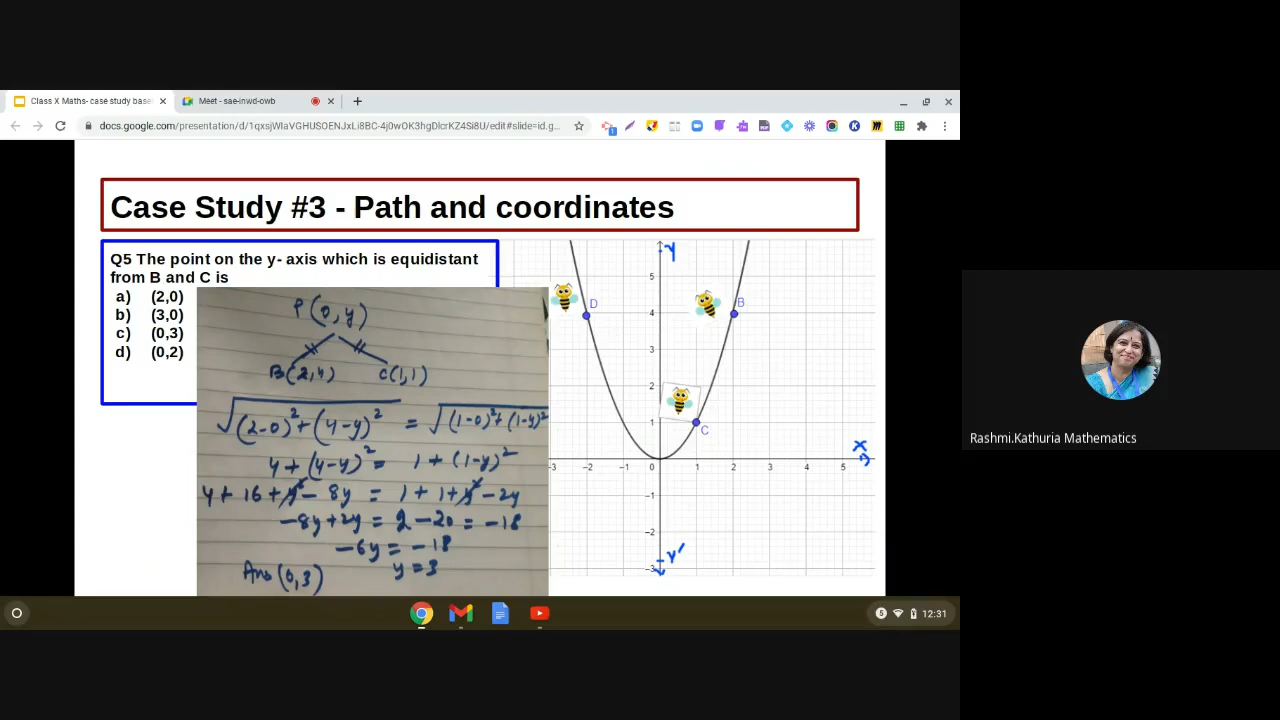 Class X Maths- case study base
Meet - sae-inwd-owb
docs.google.com/presentation/d/1qxsjWIaVGHUSOENJxLi8BC-4j0wOK3hgDlcrKZ4Si8U/edit#slide=id.g...
Case Study #3 - Path and coordinates
Q5 The point on the y- axis which is equidistant
from B and C is
a) (2,0)
b) (3,0)
c) (0,3)
d) (0,2)
P(0,y)
B(2,4) C(1,1)
√(2-0)²+(4-y)² = √(1-0)²+(1-y)²
4+(4-y)² = 1+(1-y)²
4+16+y²-8y = 1+1+y²-2y
-8y+2y = 2-20 = -18
-6y = -18
y = 3
Ans (0,3)
y
5
D
B
4
3
2
1
C
X
-3 -2 -1 0 1 2 3 4 5
-1
-2
Y'
-3
Rashmi.Kathuria Mathematics
5 12:31